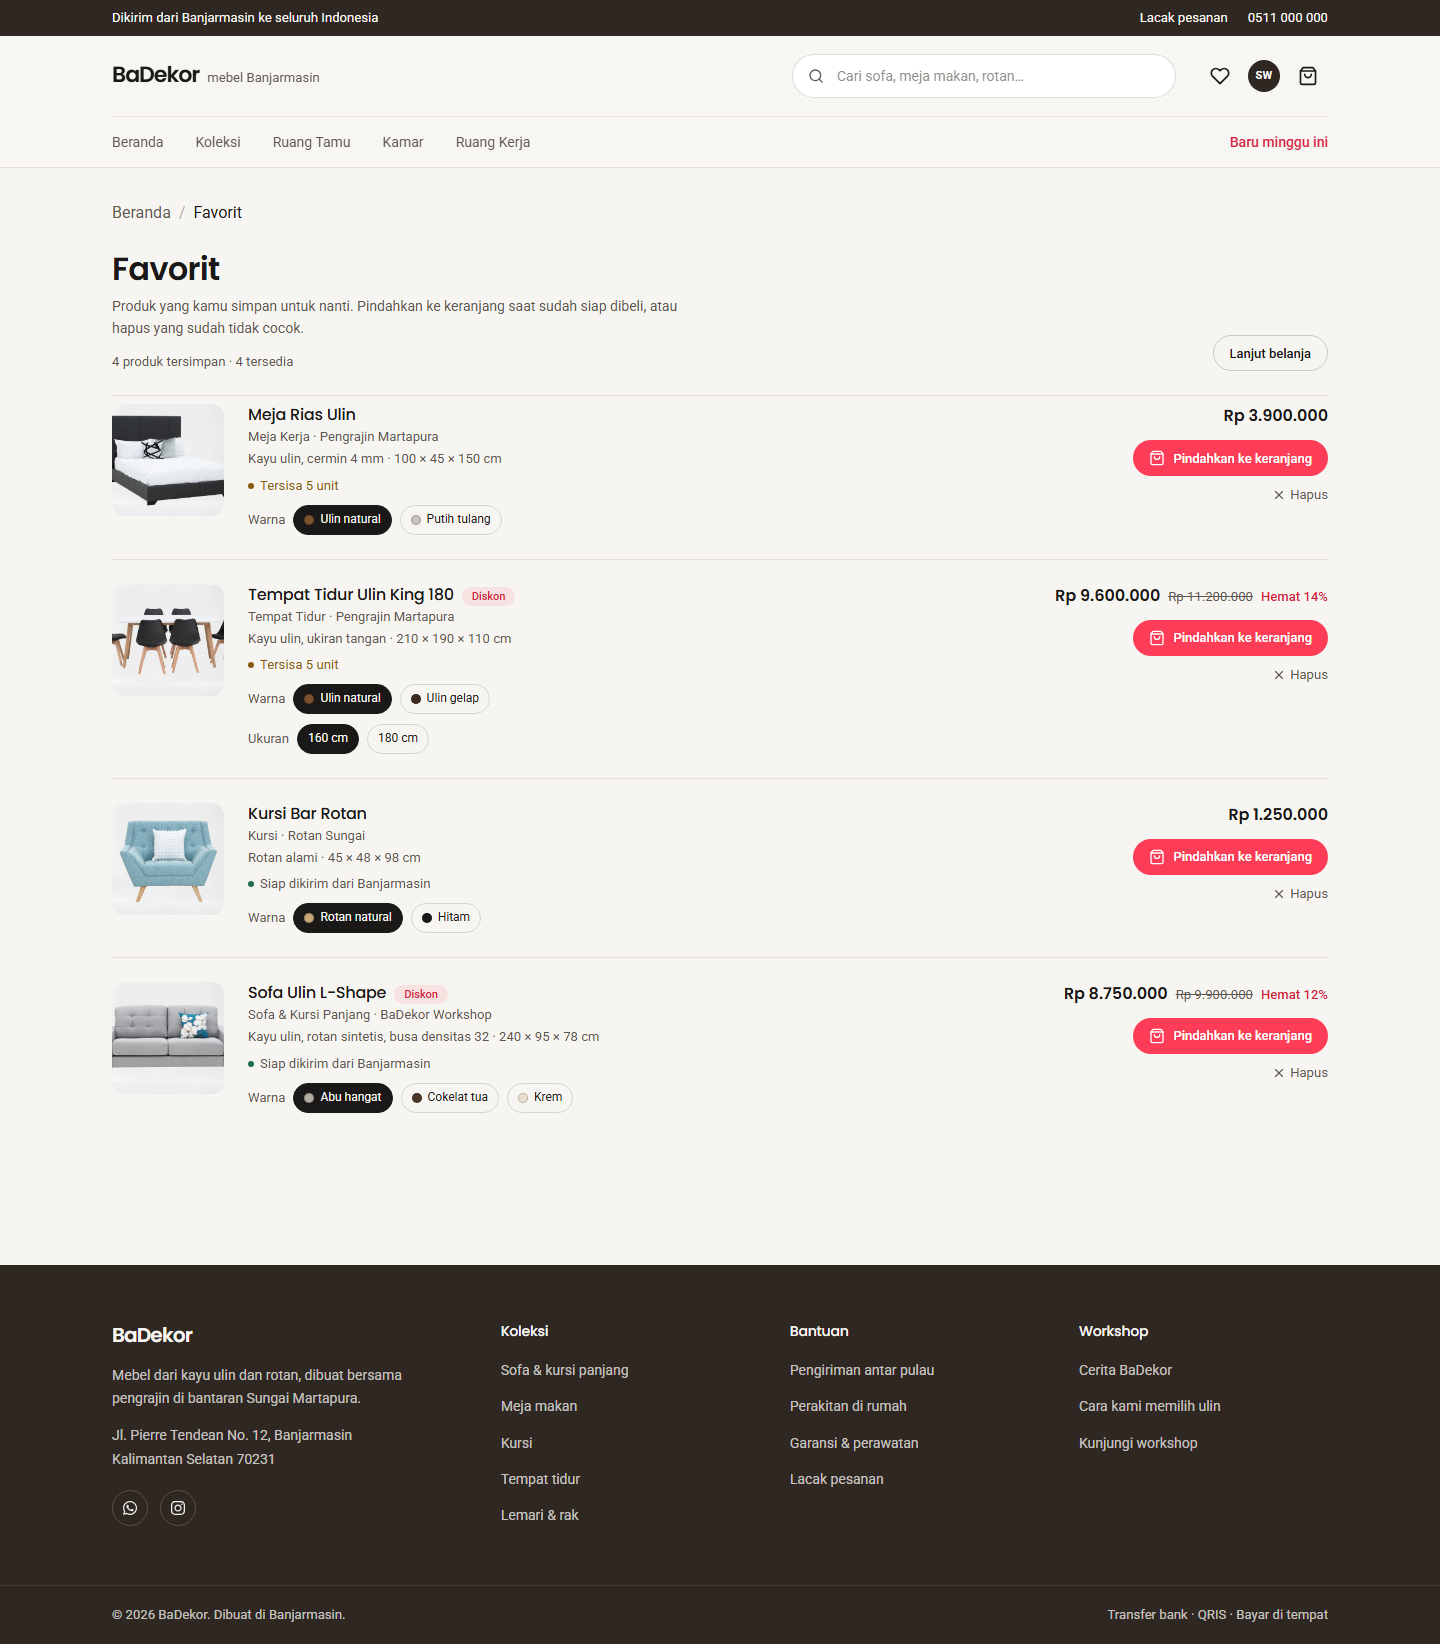 Dikirim dari Banjarmasin ke seluruh Indonesia
Lacak pesanan 0511 000 000
BaDekor mebel Banjarmasin
Cari sofa, meja makan, rotan...
SW
Beranda Koleksi Ruang Tamu Kamar Ruang Kerja
Baru minggu ini
Beranda / Favorit
Favorit
Produk yang kamu simpan untuk nanti. Pindahkan ke keranjang saat sudah siap dibeli, atau
hapus yang sudah tidak cocok.
4 produk tersimpan · 4 tersedia
Lanjut belanja
Meja Rias Ulin
Meja Kerja · Pengrajin Martapura
Kayu ulin, cermin 4 mm · 100 × 45 × 150 cm
Tersisa 5 unit
Warna Ulin natural Putih tulang
Rp 3.900.000
Pindahkan ke keranjang
Hapus
Tempat Tidur Ulin King 180 Diskon
Tempat Tidur · Pengrajin Martapura
Kayu ulin, ukiran tangan · 210 × 190 × 110 cm
Tersisa 5 unit
Warna Ulin natural Ulin gelap
Ukuran 160 cm 180 cm
Rp 9.600.000 Rp 11.200.000 Hemat 14%
Pindahkan ke keranjang
Hapus
Kursi Bar Rotan
Kursi · Rotan Sungai
Rotan alami · 45 × 48 × 98 cm
Siap dikirim dari Banjarmasin
Warna Rotan natural Hitam
Rp 1.250.000
Pindahkan ke keranjang
Hapus
Sofa Ulin L-Shape Diskon
Sofa & Kursi Panjang · BaDekor Workshop
Kayu ulin, rotan sintetis, busa densitas 32 · 240 × 95 × 78 cm
Siap dikirim dari Banjarmasin
Warna Abu hangat Cokelat tua Krem
Rp 8.750.000 Rp 9.900.000 Hemat 12%
Pindahkan ke keranjang
Hapus
BaDekor
Mebel dari kayu ulin dan rotan, dibuat bersama
pengrajin di bantaran Sungai Martapura.
Jl. Pierre Tendean No. 12, Banjarmasin
Kalimantan Selatan 70231
Koleksi
Sofa & kursi panjang
Meja makan
Kursi
Tempat tidur
Lemari & rak
Bantuan
Pengiriman antar pulau
Perakitan di rumah
Garansi & perawatan
Lacak pesanan
Workshop
Cerita BaDekor
Cara kami memilih ulin
Kunjungi workshop
© 2026 BaDekor. Dibuat di Banjarmasin.
Transfer bank · QRIS · Bayar di tempat